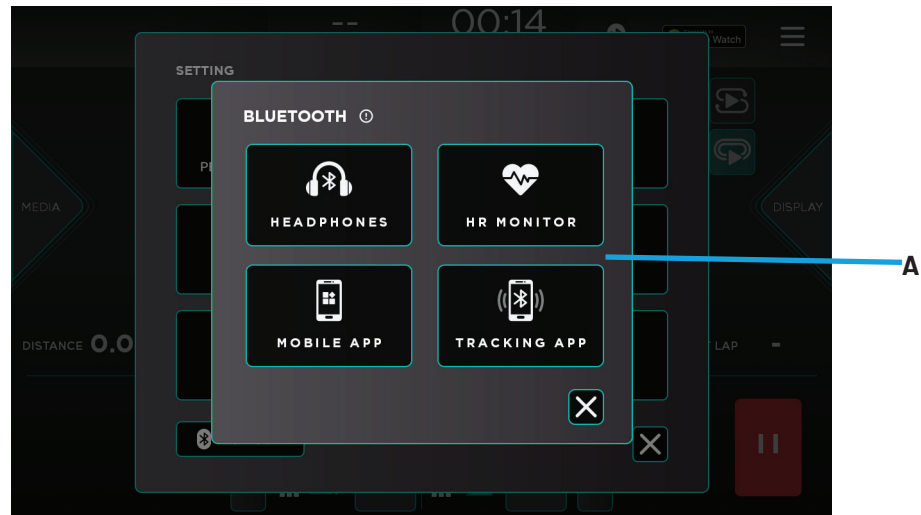 --
00:14
Watch
SETTING
BLUETOOTH
HEADPHONES
HR MONITOR
MEDIA
DISPLAY
A
MOBILE APP
TRACKING APP
DISTANCE 0.0
LAP -